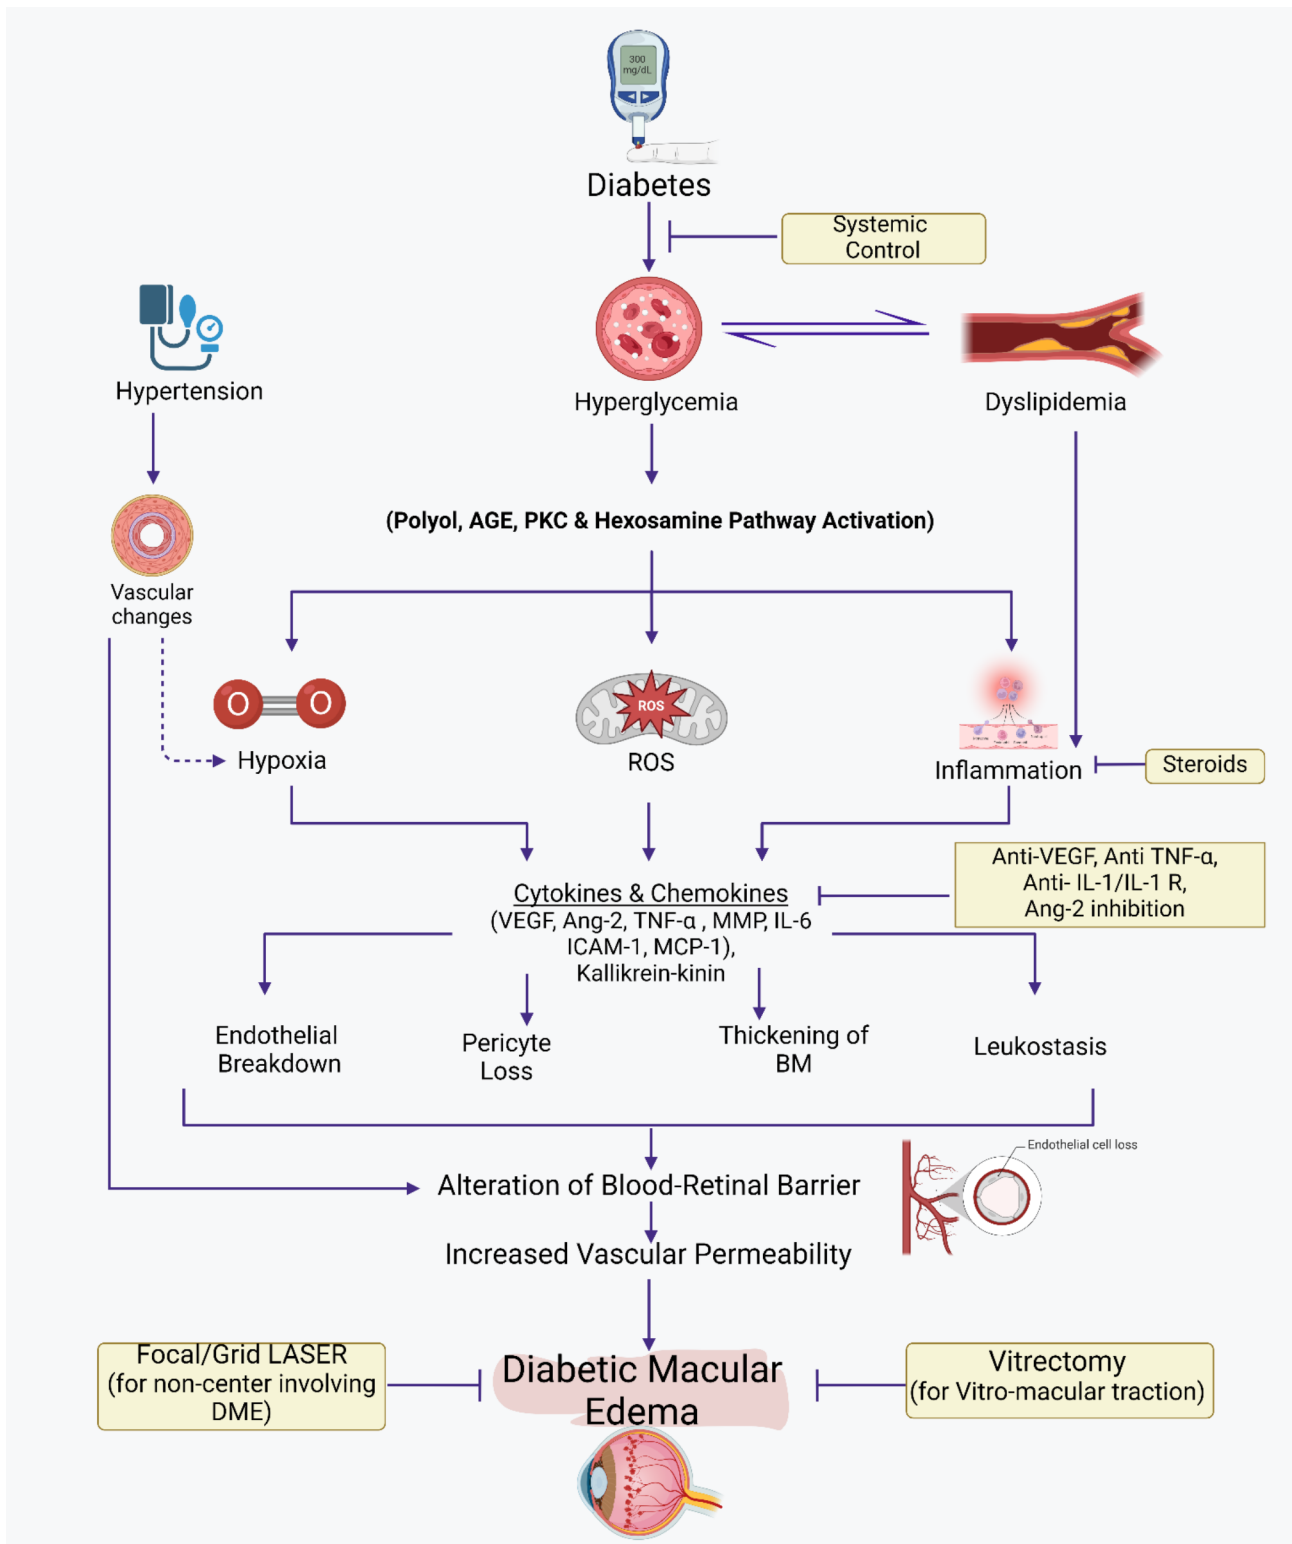 300
mg/dL
Diabetes
Systemic
Control
Hypertension
Hyperglycemia
Dyslipidemia
(Polyol, AGE, PKC & Hexosamine Pathway Activation)
Vascular
changes
O
O
ROS
Hypoxia
ROS
Inflammation
Steroids
Anti-VEGF, Anti TNF-α,
Anti- IL-1/IL-1 R,
Ang-2 inhibition
Cytokines & Chemokines
(VEGF, Ang-2, TNF-α , MMP, IL-6
ICAM-1, MCP-1),
Kallikrein-kinin
Endothelial
Breakdown
Pericyte
Loss
Thickening of
BM
Leukostasis
Endothelial cell loss
Alteration of Blood-Retinal Barrier
Increased Vascular Permeability
Focal/Grid LASER
(for non-center involving
DME)
Diabetic Macular
Edema
Vitrectomy
(for Vitro-macular traction)